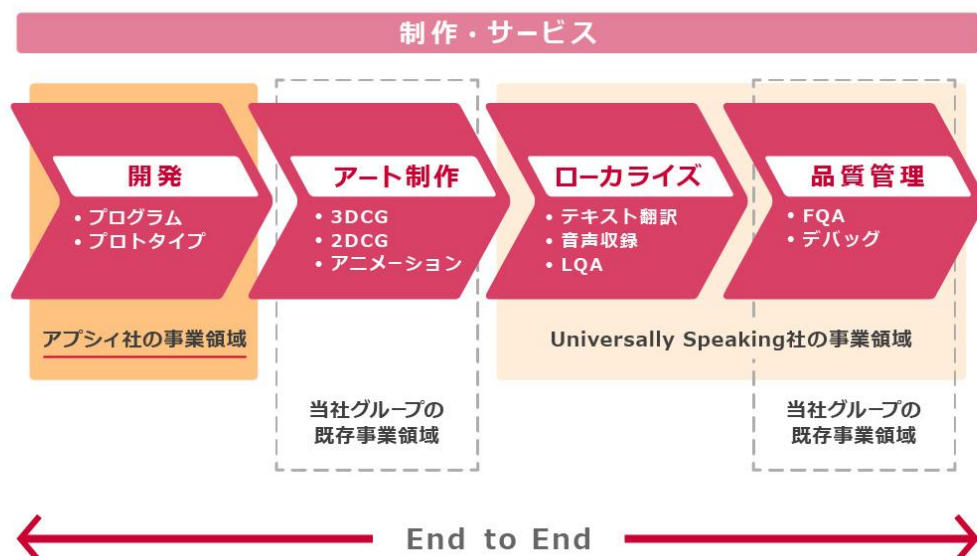 制作・サービス
開発
• プログラム
• プロトタイプ
アート制作
• 3DCG
• 2DCG
• アニメーション
ローカライズ
• テキスト翻訳
• 音声収録
• LQA
品質管理
• FQA
• デバッグ
アプシィ社の事業領域
Universally Speaking社の事業領域
当社グループの
既存事業領域
当社グループの
既存事業領域
End to End